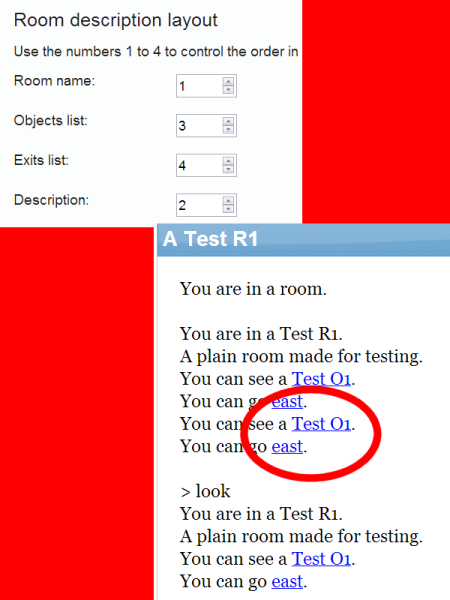 Room description layout
Use the numbers 1 to 4 to control the order in
Room name: 1
Objects list: 3
Exits list: 4
Description: 2
A Test R1
You are in a room.
You are in a Test R1.
A plain room made for testing.
You can see a Test O1.
You can go east.
You can see a Test O1.
You can go east.
> look
You are in a Test R1.
A plain room made for testing.
You can see a Test O1.
You can go east.